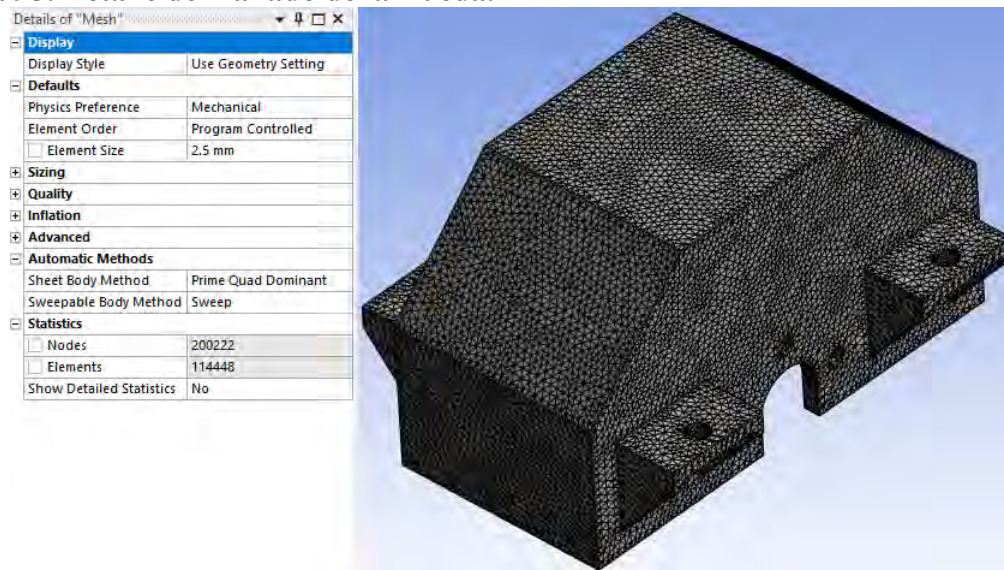 Details of "Mesh"
Display
Display Style Use Geometry Setting
Defaults
Physics Preference Mechanical
Element Order Program Controlled
Element Size 2.5 mm
Sizing
Quality
Inflation
Advanced
Automatic Methods
Sheet Body Method Prime Quad Dominant
Sweepable Body Method Sweep
Statistics
Nodes 200222
Elements 114448
Show Detailed Statistics No